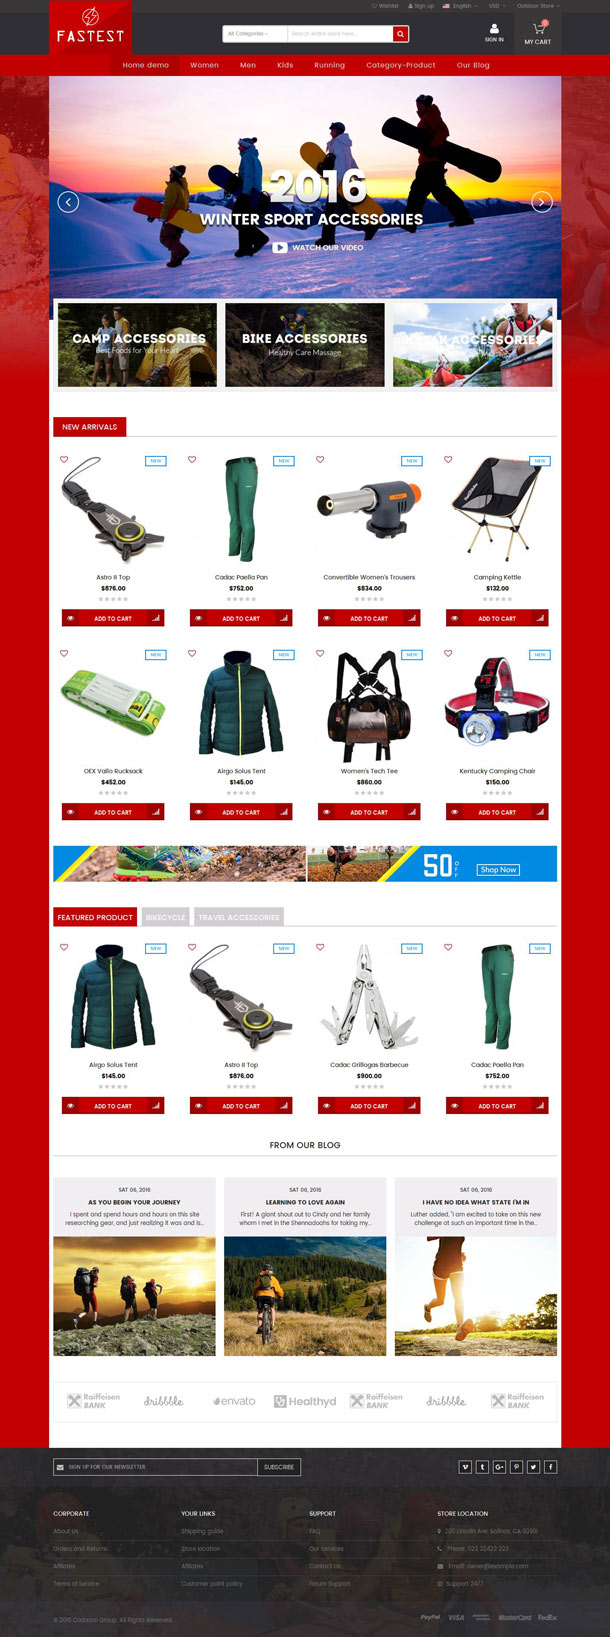 Wishlist Sign up English USD Outdoor Store
FASTEST
All Categories Search entire store here... SIGN IN MY CART
Home demo Women Men Kids Running Category-Product Our Blog
2016
WINTER SPORT ACCESSORIES
WATCH OUR VIDEO
CAMP ACCESSORIES BIKE ACCESSORIES
Best Foods for Your Heart Healthy Care Massage
NEW ARRIVALS
NEW NEW NEW NEW
Astro II Top Cadac Paella Pan Convertible Women's Trousers Camping Kettle
$876.00 $752.00 $834.00 $132.00
ADD TO CART ADD TO CART ADD TO CART ADD TO CART
NEW NEW NEW NEW
OEX Vallo Rucksack Airgo Solus Tent Women's Tech Tee Kentucky Camping Chair
$452.00 $145.00 $860.00 $150.00
ADD TO CART ADD TO CART ADD TO CART ADD TO CART
50 OFF Shop Now
FEATURED PRODUCT BIKECYCLE TRAVEL ACCESSORIES
NEW NEW NEW NEW
Airgo Solus Tent Astro II Top Cadac Grillogas Barbecue Cadac Paella Pan
$145.00 $876.00 $900.00 $752.00
ADD TO CART ADD TO CART ADD TO CART ADD TO CART
FROM OUR BLOG
SAT 06, 2016 SAT 06, 2016 SAT 06, 2016
AS YOU BEGIN YOUR JOURNEY LEARNING TO LOVE AGAIN I HAVE NO IDEA WHAT STATE I'M IN
I spent and spend hours and hours on this site First! A giant shout out to Cindy and her family Luther added, "I am excited to take on this new
researching gear, and just realizing it was and is... whom I met in the Shennadoahs for taking my... challenge at such an important time in the...
Raiffeisen BANK dribbble envato Healthyd Raiffeisen BANK dribbble Raiffeisen BANK
SIGN UP FOR OUR NEWSLETTER SUBSCRIBE
CORPORATE YOUR LINKS SUPPORT STORE LOCATION
About Us Shipping guide FAQ 200 Lincoln Ave, Salinas, CA 93901
Orders and Returns Store location Our services Phone: 023 32423 223
Affilates Affilates Contact Us Email: owner@example.com
Terms of Service Customer point policy Forum Support Support 24/7
© 2016 Codazon Group. All Rights Reserved. PayPal VISA MasterCard FedEx